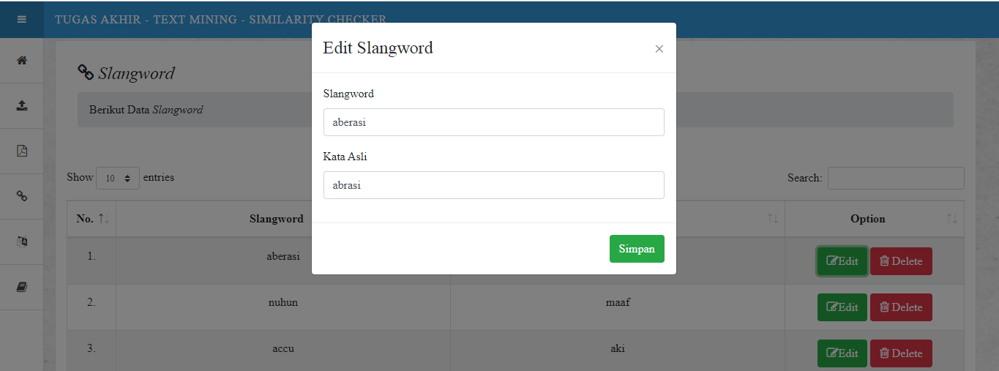 TUGAS AKHIR - TEXT MINING - SIMILARITY CHECKER
Edit Slangword ×
Slangword
aberasi
Kata Asli
abrasi
Simpan
Slangword
Berikut Data Slangword
Show 10 entries
Search:
No. Slangword Option
1. aberasi Edit Delete
2. nuhun maaf Edit Delete
3. accu aki Edit Delete